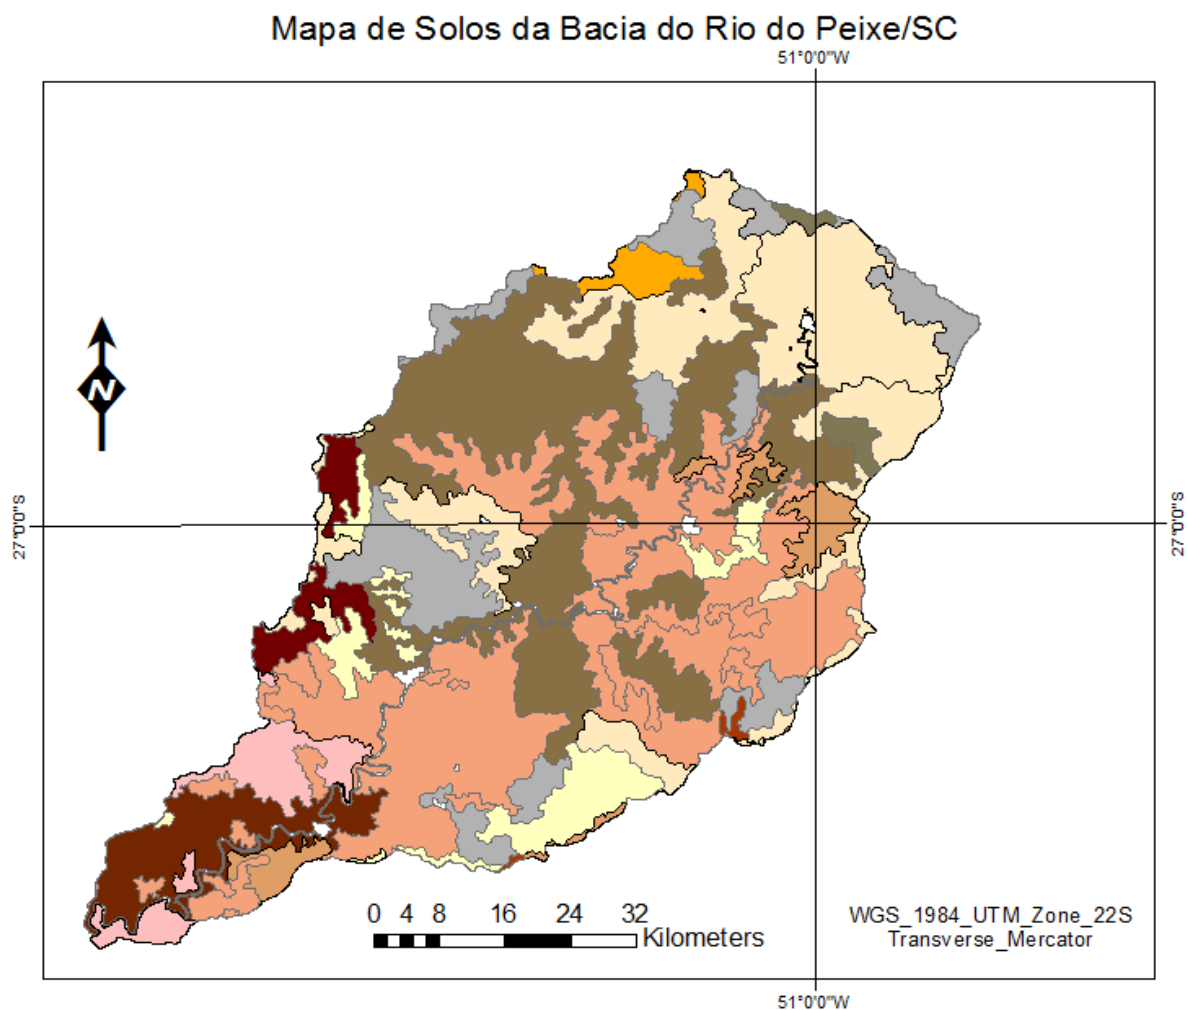 Mapa de Solos da Bacia do Rio do Peixe/SC
51°0'0"W
N
27°0'0"S
27°0'0"S
0 4 8 16 24 32
Kilometers
WGS_1984_UTM_Zone_22S
Transverse_Mercator
51°0'0"W